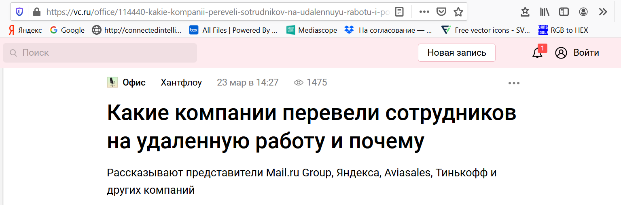 https://vc.ru/office/114440-kakie-kompanii-pereveli-sotrudnikov-na-udalennuyu-rabotu-i-po
Яндекс Google http://connectedintelli... All Files | Powered By ... Mediascope На согласование — ... Free vector icons - SV... RGB to HEX
Поиск Новая запись 1 Войти
Офис Хантфлоу 23 мар в 14:27 1475
Какие компании перевели сотрудников
на удаленную работу и почему
Рассказывают представители Mail.ru Group, Яндекса, Aviasales, Тинькофф и
других компаний